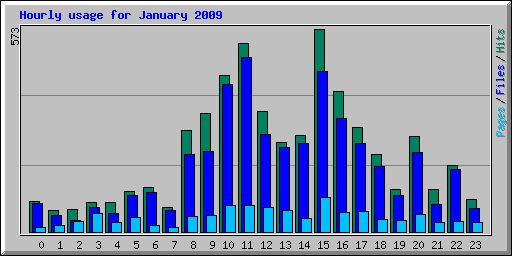 Hourly usage for January 2009
573
Pages/Files/Hits
0 1 2 3 4 5 6 7 8 9 10 11 12 13 14 15 16 17 18 19 20 21 22 23